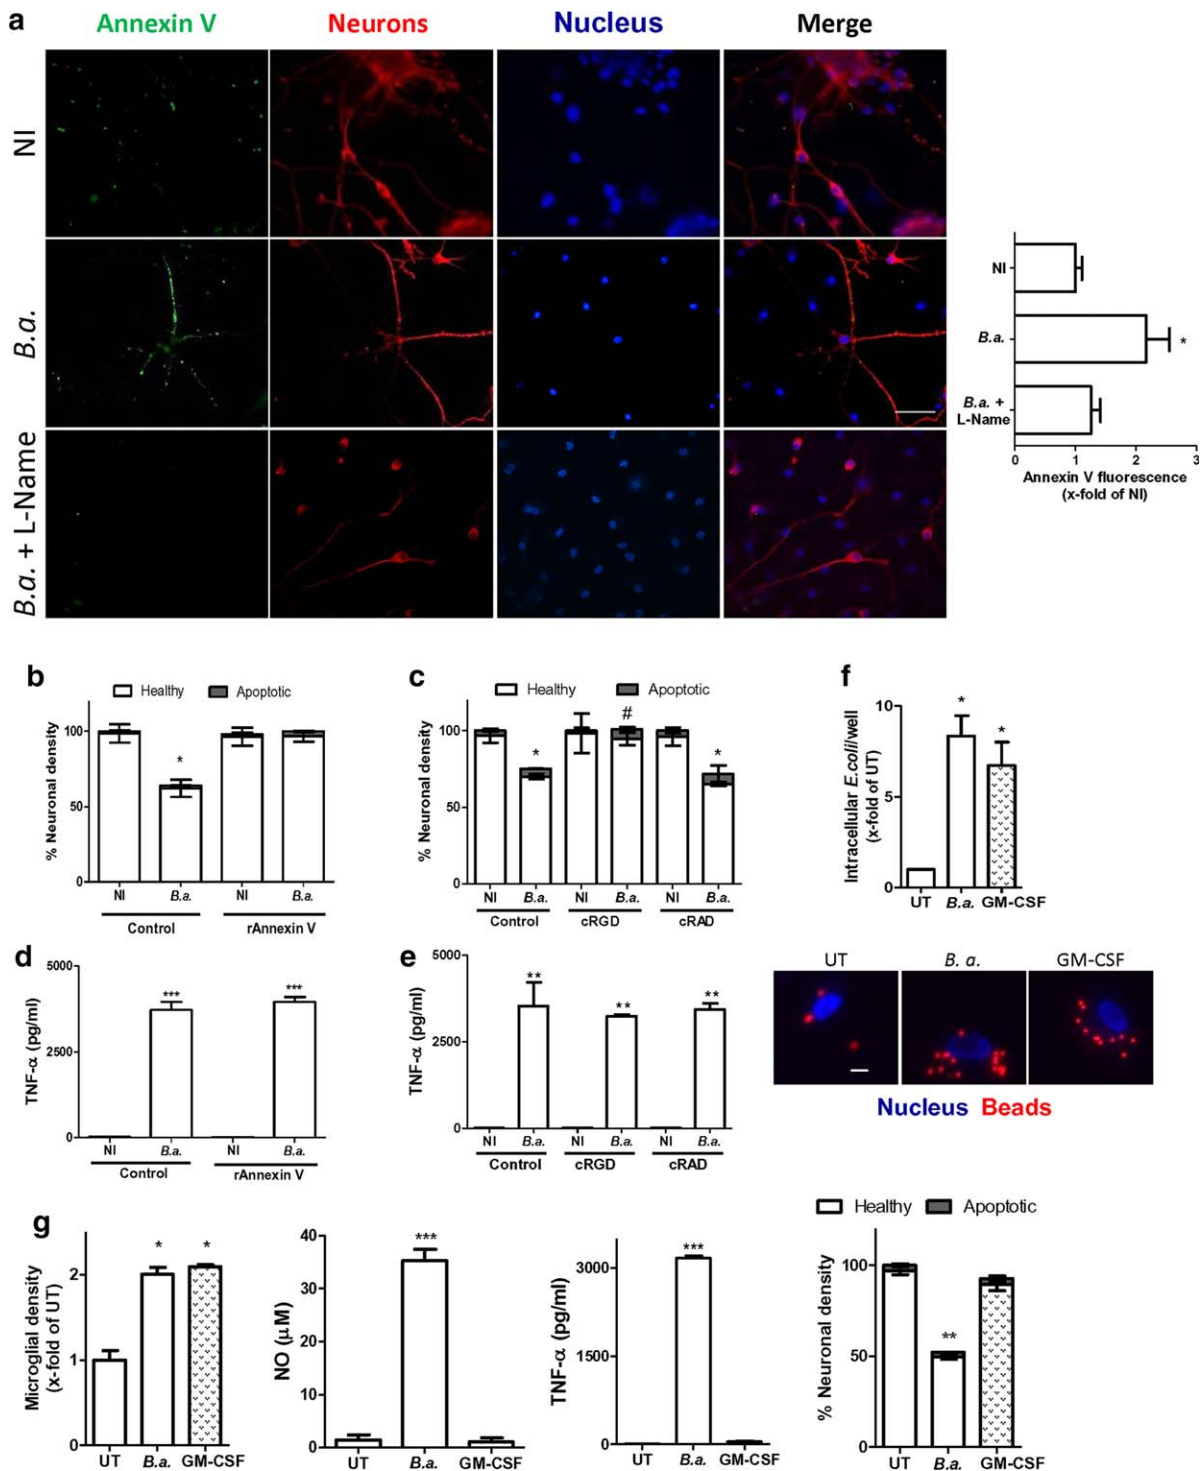 a
Annexin V Neurons Nucleus Merge
NI
B.a.
B.a. + L-Name
NI
B.a.
B.a. +
L-Name
0 1 2 3
Annexin V fluorescence
(x-fold of NI)
b
Healthy Apoptotic
% Neuronal density
100
50
0
NI B.a. NI B.a.
Control rAnnexin V
*
c
Healthy Apoptotic
% Neuronal density
100
50
0
* # *
NI B.a. NI B.a. NI B.a.
Control cRGD cRAD
f
Intracellular E.coli/well
(x-fold of UT)
10
5
0
* *
UT B.a. GM-CSF
d
TNF-α (pg/ml)
5000
2500
0
*** ***
NI B.a. NI B.a.
Control rAnnexin V
e
TNF-α (pg/ml)
5000
2500
0
** ** **
NI B.a. NI B.a. NI B.a.
Control cRGD cRAD
UT B. a. GM-CSF
Nucleus Beads
g
Microglial density
(x-fold of UT)
2
1
0
* *
UT B.a. GM-CSF
NO (μM)
40
30
20
10
0
***
UT B.a. GM-CSF
TNF-α (pg/ml)
3000
1500
0
***
UT B.a. GM-CSF
Healthy Apoptotic
% Neuronal density
100
50
0
**
UT B.a. GM-CSF